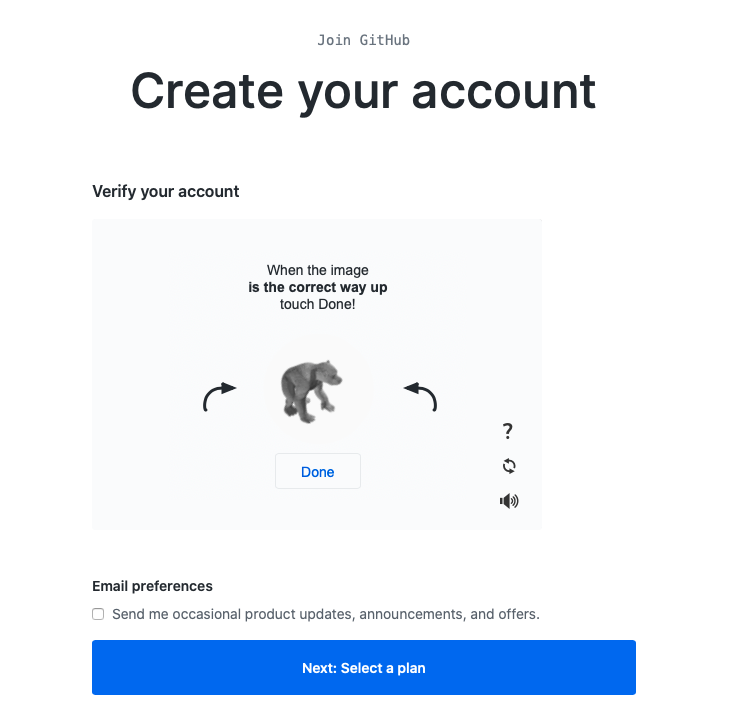 Join GitHub
Create your account
Verify your account
When the image
is the correct way up
touch Done!
?
Done
Email preferences
Send me occasional product updates, announcements, and offers.
Next: Select a plan